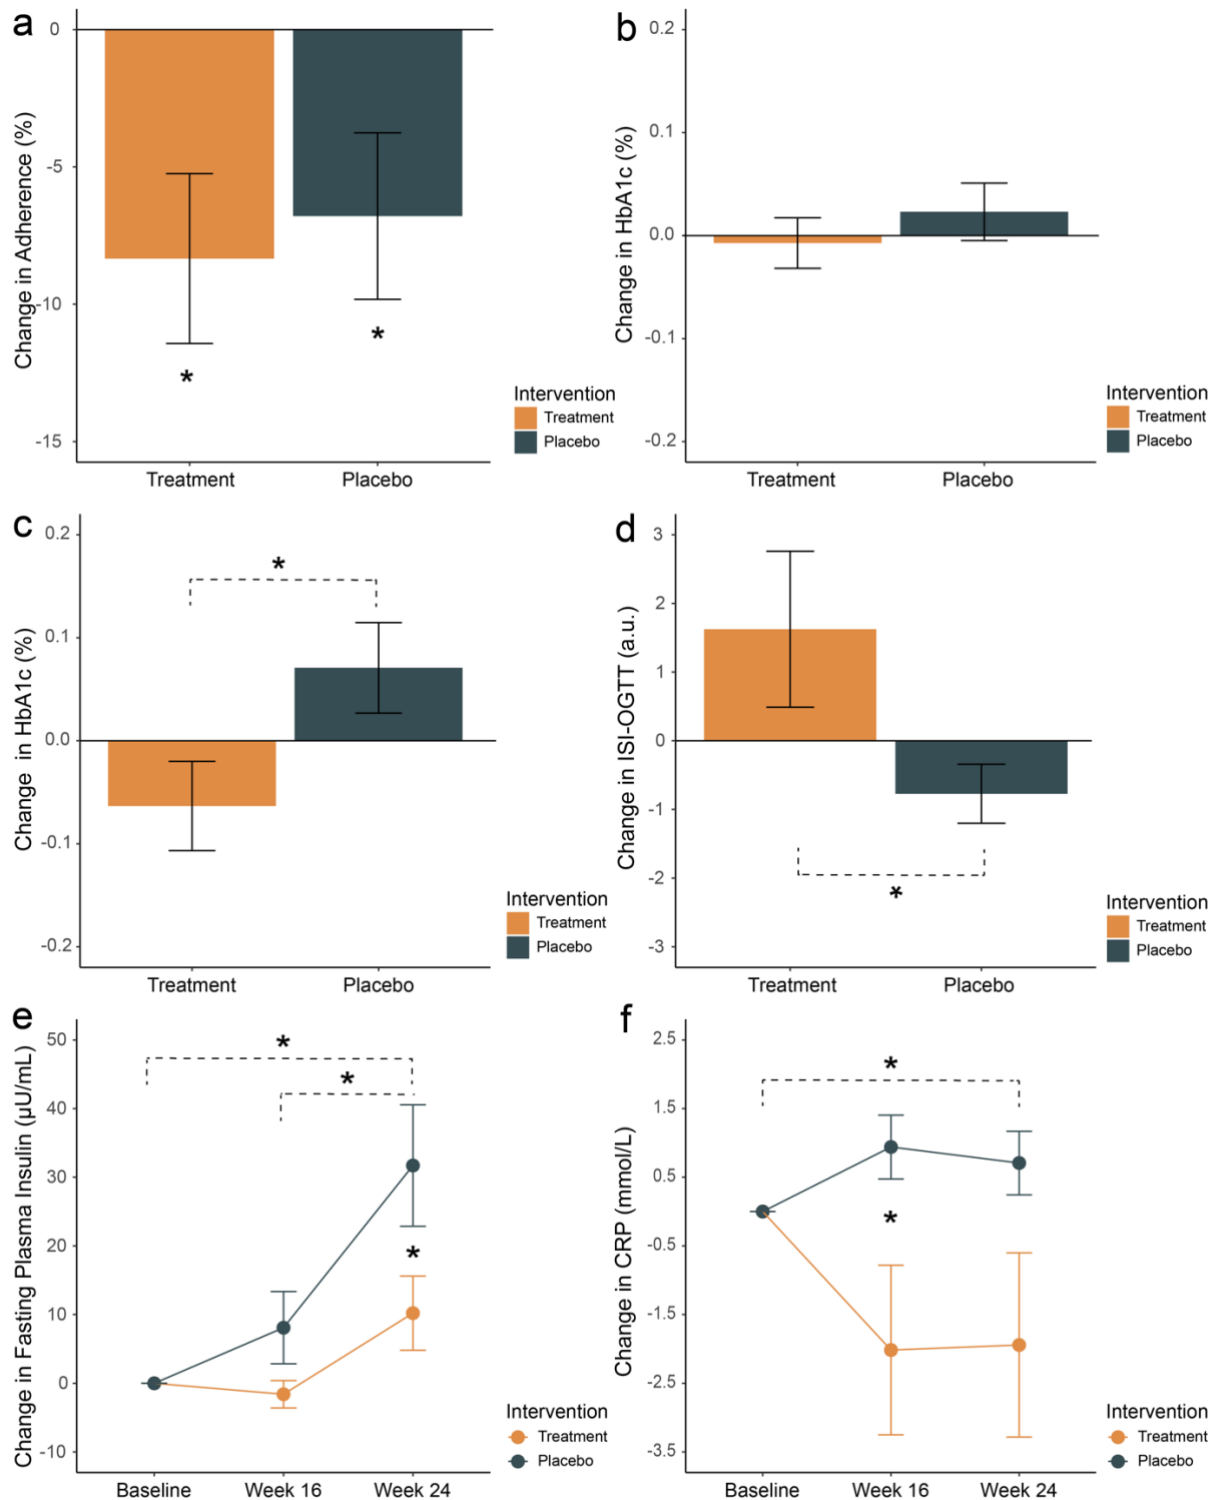 a
Change in Adherence (%)
0
-5
-10
-15
*
*
Treatment
Placebo
Intervention
Treatment
Placebo
b
Change in HbA1c (%)
0.2
0.1
0.0
-0.1
-0.2
Treatment
Placebo
Intervention
Treatment
Placebo
c
Change in HbA1c (%)
0.2
0.1
0.0
-0.1
-0.2
*
Treatment
Placebo
Intervention
Treatment
Placebo
d
Change in ISI-OGTT (a.u.)
3
2
1
0
-1
-2
-3
*
Treatment
Placebo
Intervention
Treatment
Placebo
e
Change in Fasting Plasma Insulin (µU/mL)
50
40
30
20
10
0
-10
*
*
*
Baseline
Week 16
Week 24
Intervention
Treatment
Placebo
f
Change in CRP (mmol/L)
2.5
1.5
0.5
-0.5
-1.5
-2.5
-3.5
*
*
Baseline
Week 16
Week 24
Intervention
Treatment
Placebo